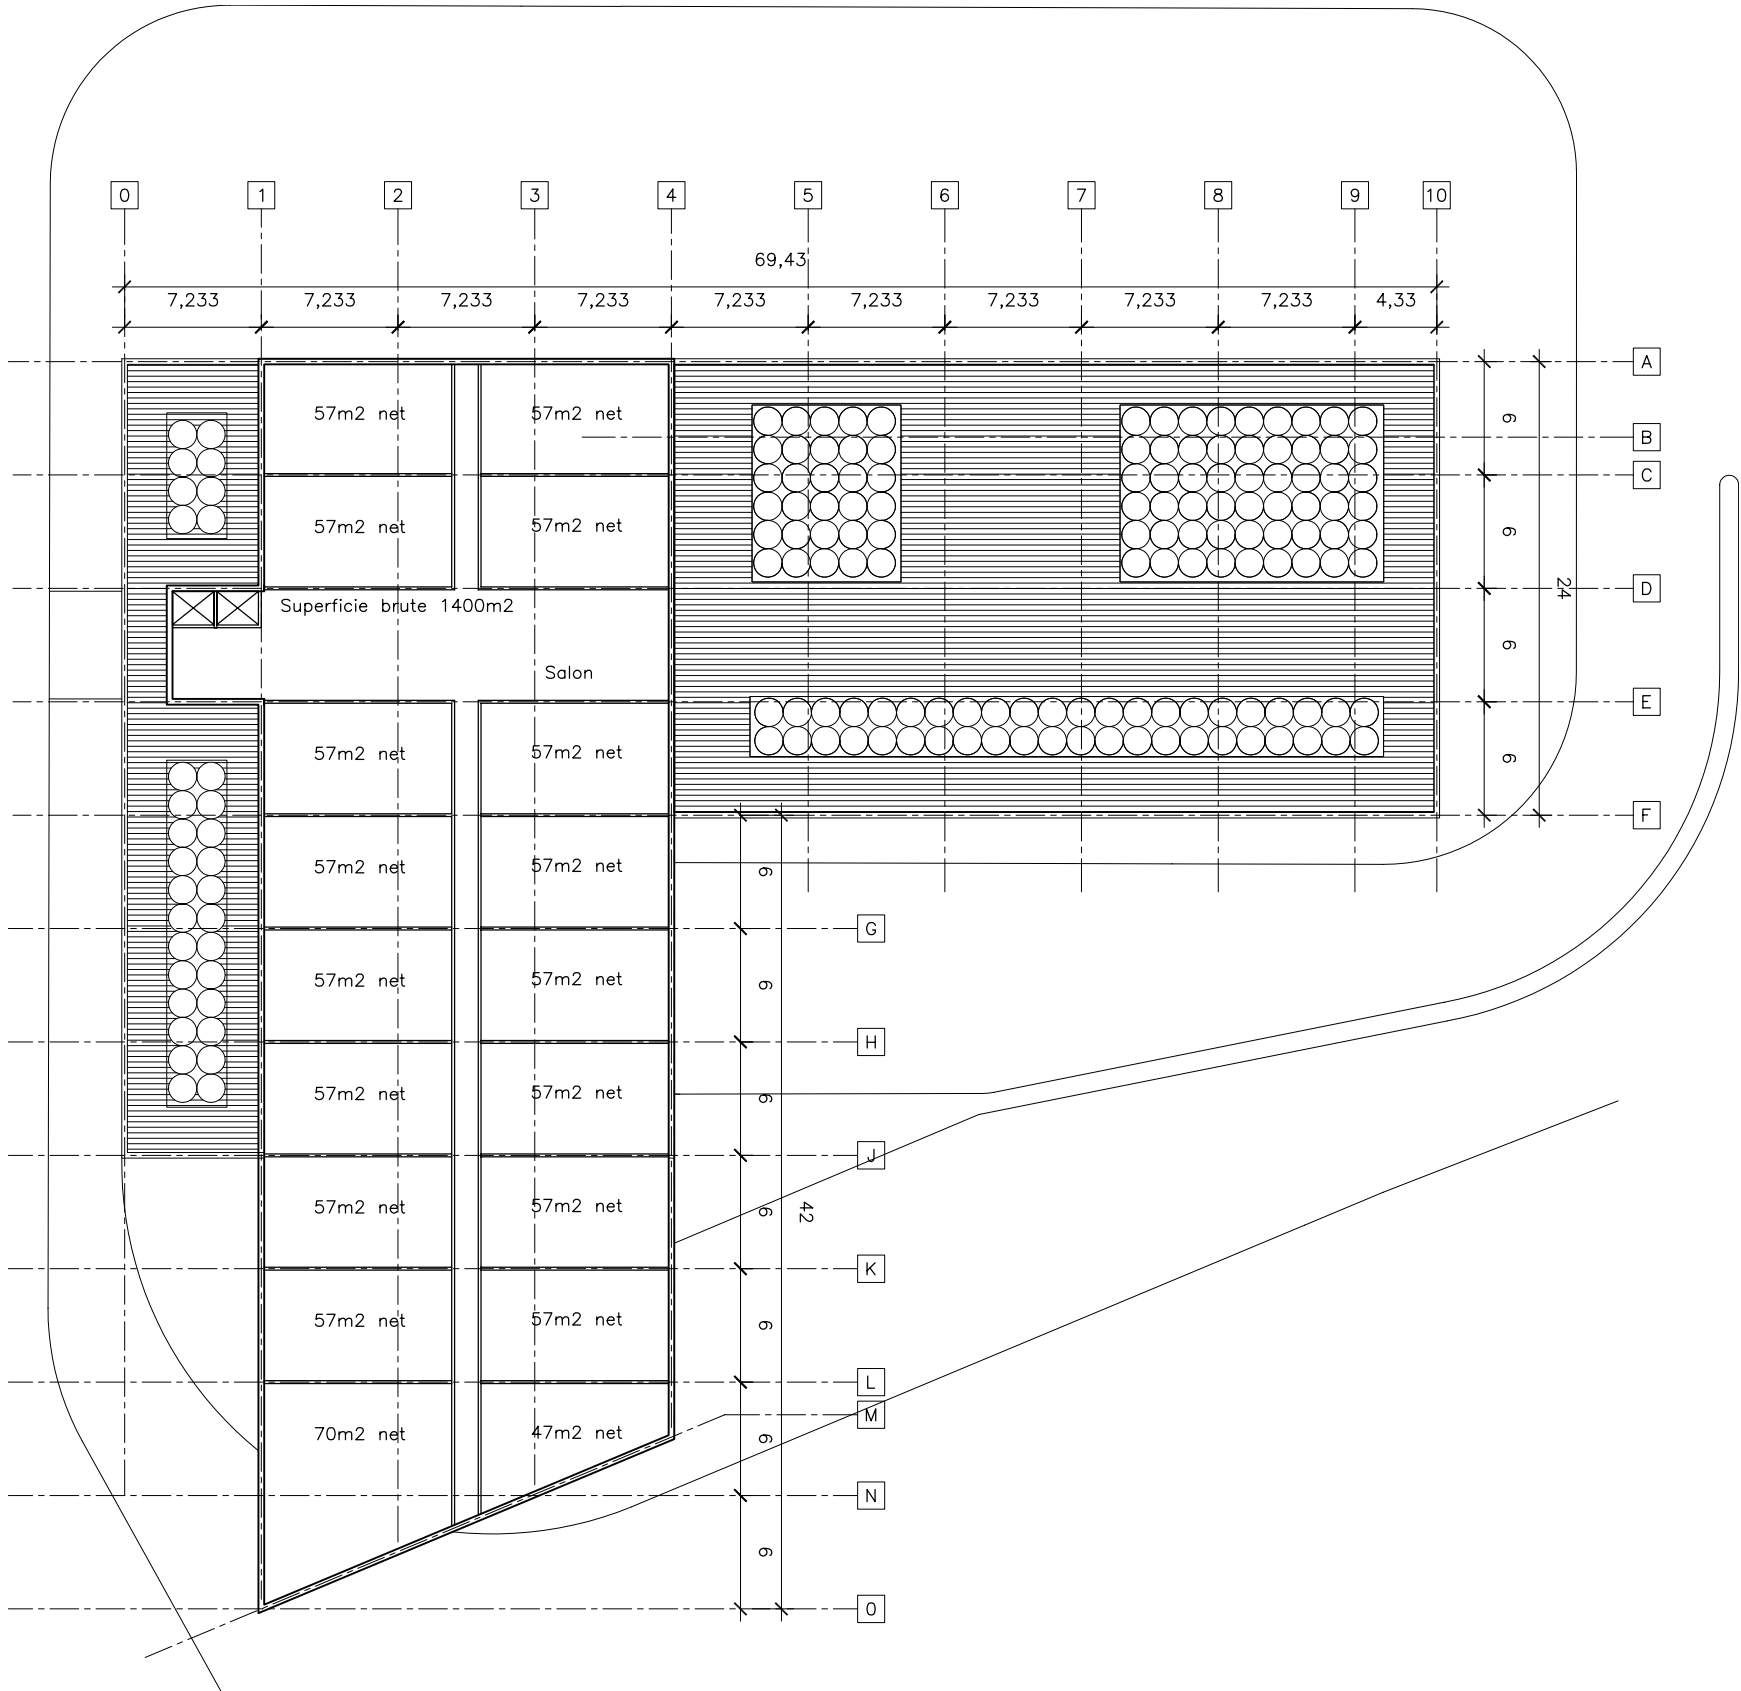 0 1 2 3 4 5 6 7 8 9 10
69,43
7,233 7,233 7,233 7,233 7,233 7,233 7,233 7,233 7,233 4,33
A
57m2 net 57m2 net
6
B
C
57m2 net 57m2 net
6
24
D
Superficie brute 1400m2
6
Salon
E
57m2 net 57m2 net
6
F
57m2 net 57m2 net
6
G
57m2 net 57m2 net
6
H
57m2 net 57m2 net
6
J
57m2 net 57m2 net
6
42
K
57m2 net 57m2 net
6
L
M
70m2 net 47m2 net
6
N
6
O